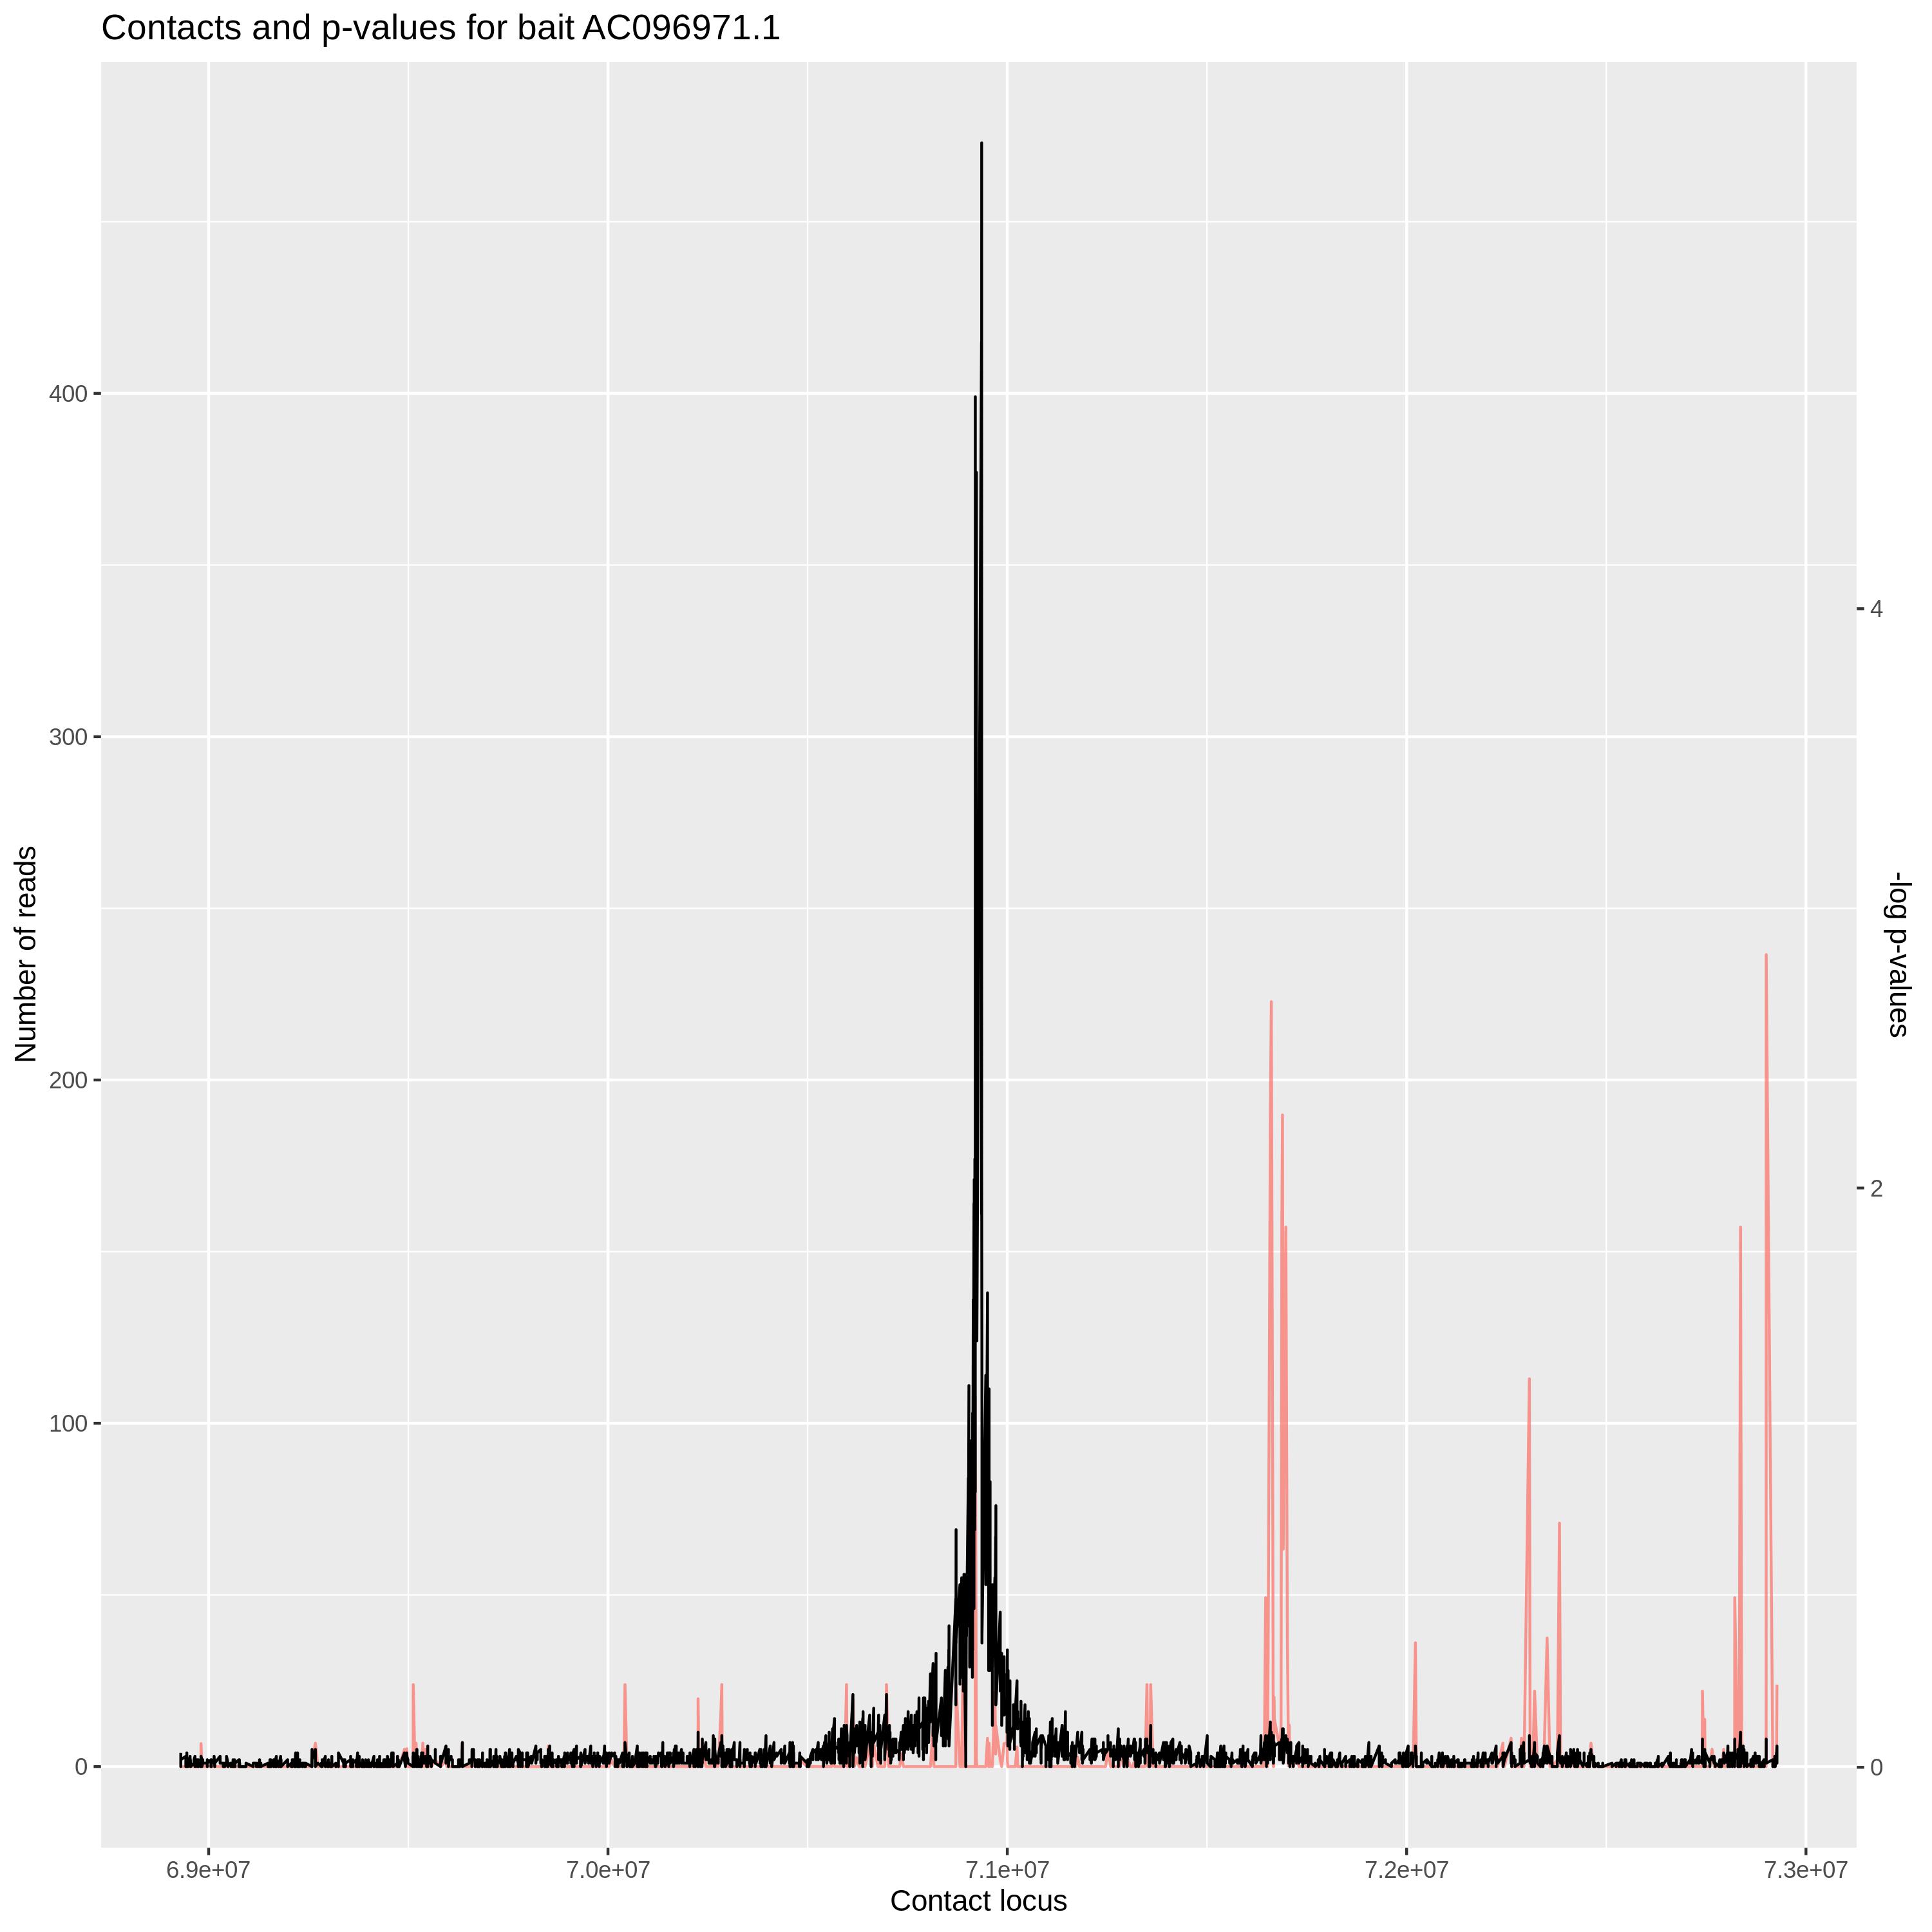 Contacts and p-values for bait AC096971.1
400
300
200
100
0
Number of reads
4
2
0
-log p-values
6.9e+07
7.0e+07
7.1e+07
7.2e+07
7.3e+07
Contact locus